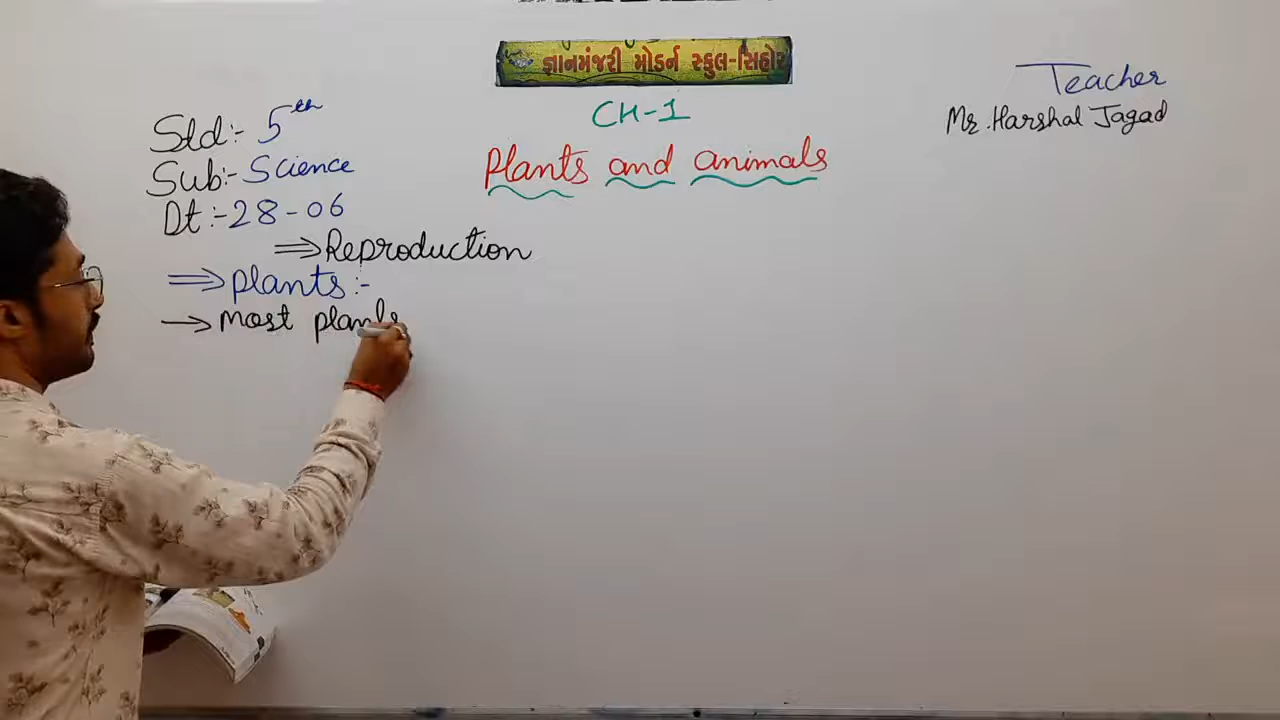 જ્ઞાનમંજરી મોડર્ન સ્કુલ-સિહોર
CH-1
Plants and animals
Teacher
Mr. Harshal Jagad
Std:- 5th
Sub:- Science
Dt:- 28-06
⇒ Reproduction
⇒ Plants:-
→ Most plants